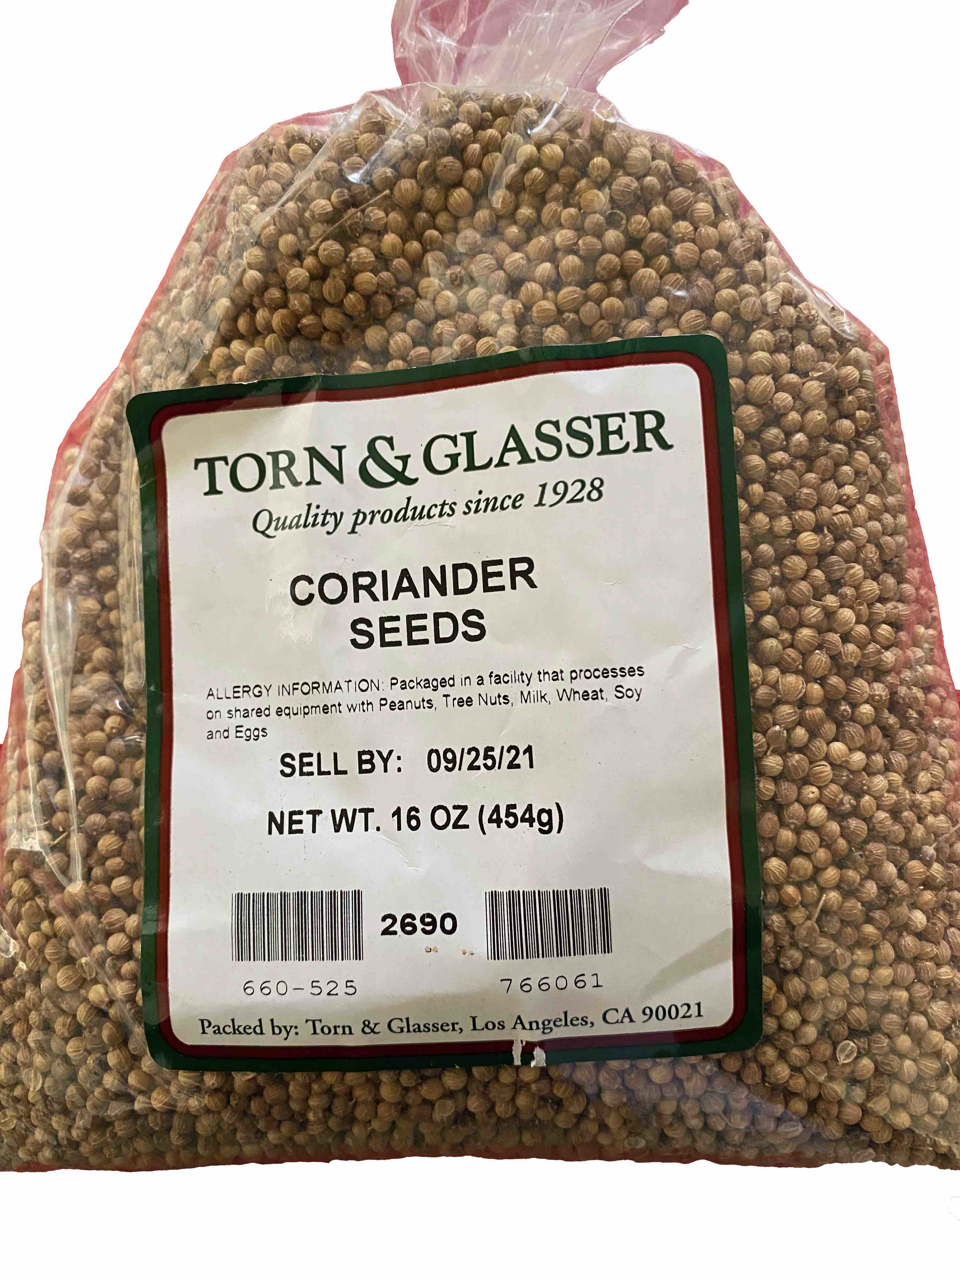 TORN & GLASSER
Quality products since 1928
CORIANDER
SEEDS
ALLERGY INFORMATION: Packaged in a facility that processes
on shared equipment with Peanuts, Tree Nuts, Milk, Wheat, Soy
and Eggs
SELL BY: 09/25/21
NET WT. 16 OZ (454g)
2690
660-525 766061
Packed by: Torn & Glasser, Los Angeles, CA 90021